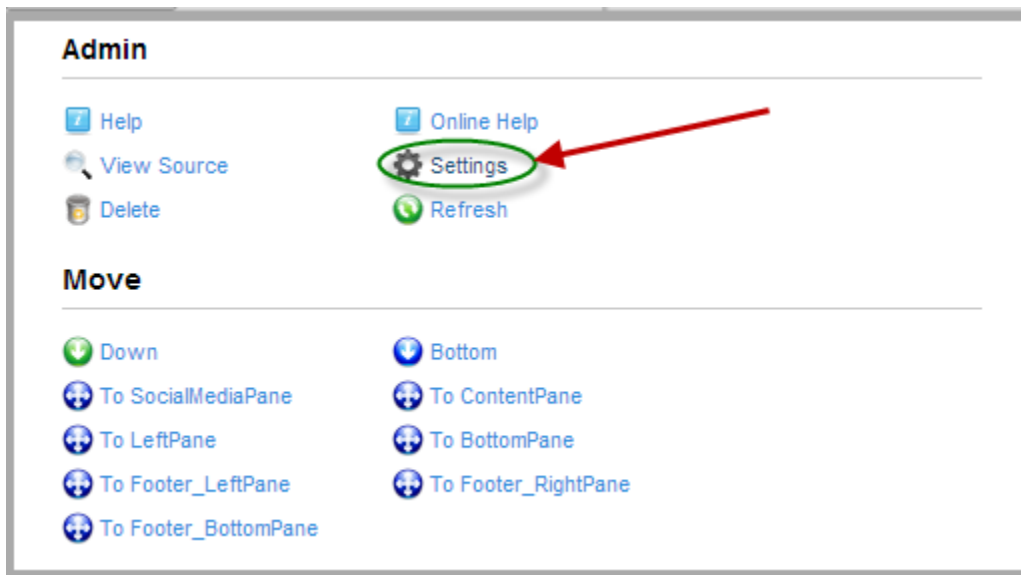 Admin
Help
Online Help
View Source
Settings
Delete
Refresh
Move
Down
Bottom
To SocialMediaPane
To ContentPane
To LeftPane
To BottomPane
To Footer_LeftPane
To Footer_RightPane
To Footer_BottomPane